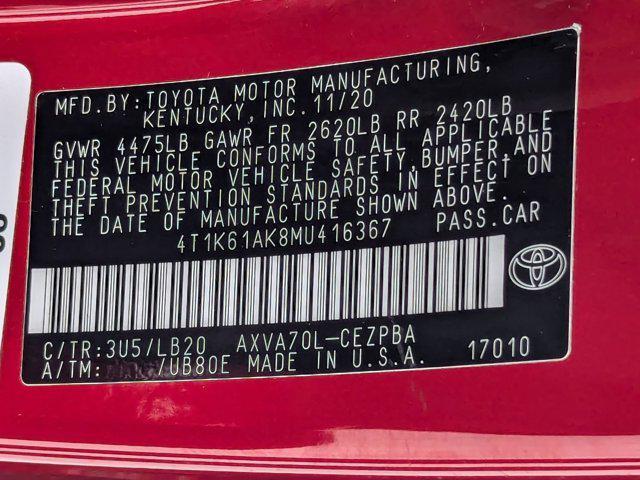 MFD.BY:TOYOTA MOTOR MANUFACTURING,
KENTUCKY,INC.11/20
GVWR 4475LB GAWR FR 2620LB RR 2420LB
THIS VEHICLE CONFORMS TO ALL APPLICABLE
FEDERAL MOTOR VEHICLE SAFETY,BUMPER,AND
THEFT PREVENTION STANDARDS IN EFFECT ON
THE DATE OF MANUFACTURE SHOWN ABOVE.
4T1K61AK8MU416367 PASS.CAR
C/TR:3U5/LB20 AXVA70L-CEZPBA
A/TM: /UB80E MADE IN U.S.A. 17010